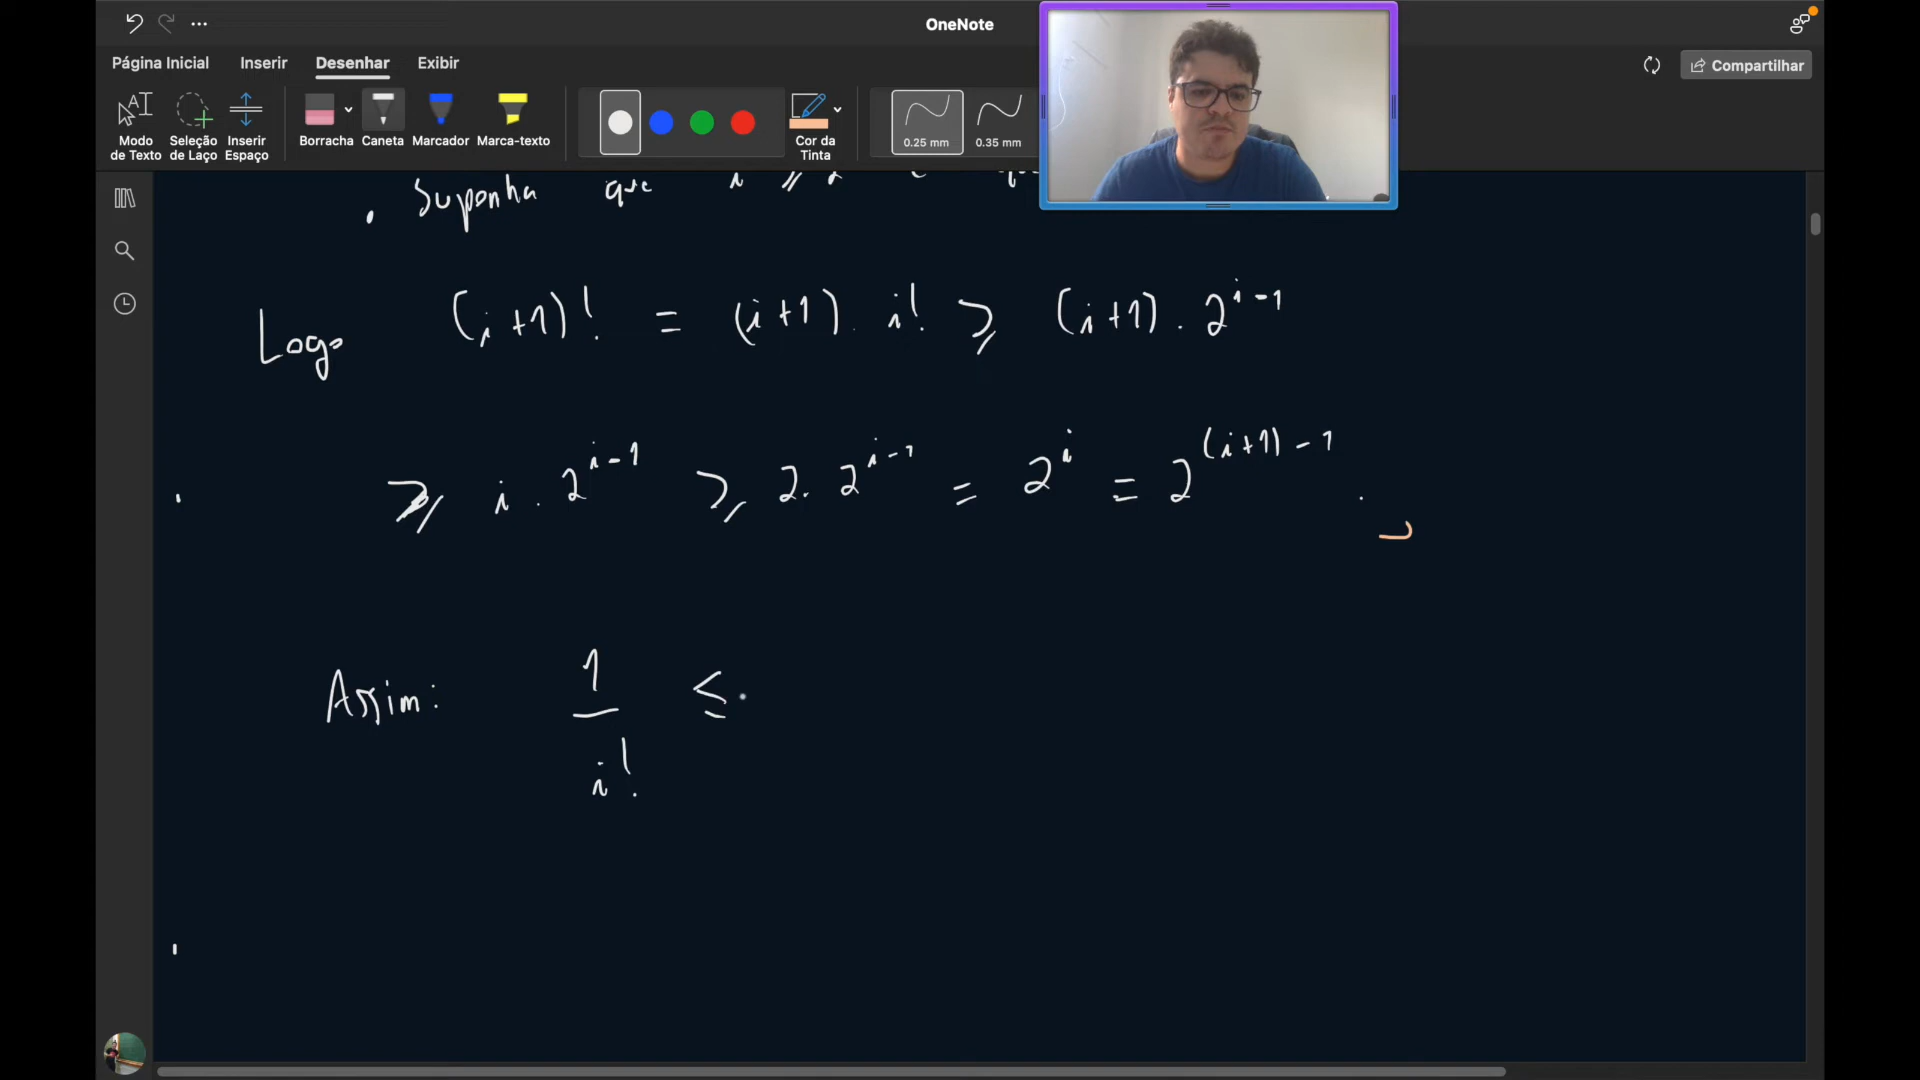 OneNote
Página Inicial Inserir Desenhar Exibir
Compartilhar
Modo de Texto
Seleção de Laço
Inserir Espaço
Borracha
Caneta
Marcador
Marca-texto
Cor da Tinta
0.25 mm
0.35 mm
• Suponha que i ≥ 2
Logo (i+1)! = (i+1) . i! ≥ (i+1) . 2^{i-1}
≥ i . 2^{i-1} ≥ 2 . 2^{i-1} = 2^i = 2^{(i+1)-1} .
Assim: 1/i! ≤